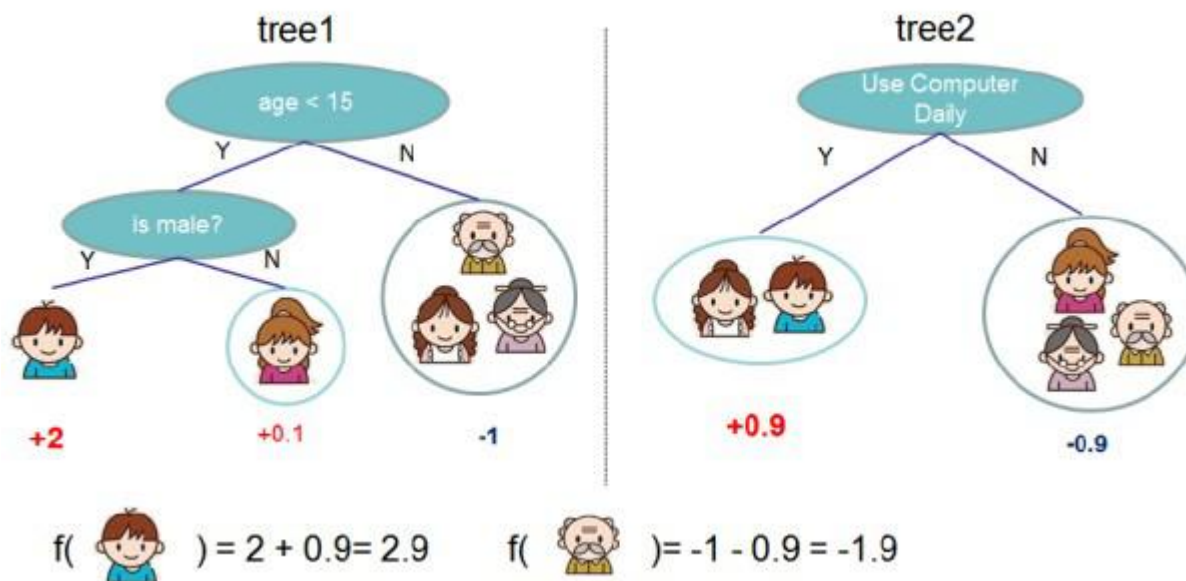 tree1
tree2
age < 15
Use Computer
Daily
Y
N
Y
N
is male?
Y
N
+2
+0.1
-1
+0.9
-0.9
f( ) = 2 + 0.9= 2.9
f( )= -1 - 0.9 = -1.9